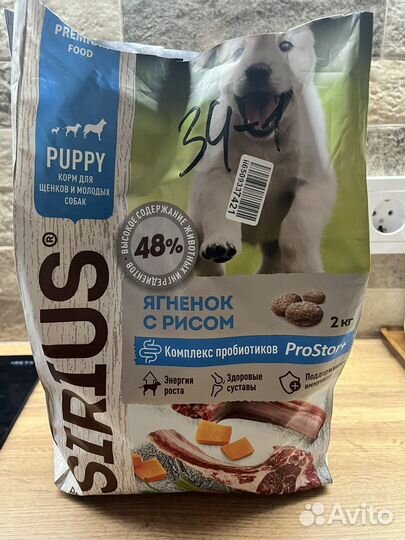 PREMIUM
FOOD
PUPPY
КОРМ ДЛЯ
ЩЕНКОВ И МОЛОДЫХ
СОБАК
SIRIUS®
ВЫСОКОЕ СОДЕРЖАНИЕ ЖИВОТНЫХ ИНГРЕДИЕНТОВ
48%
34-1
ii650937421
ЯГНЕНОК
С РИСОМ
2 кг
Комплекс пробиотиков ProStor+
Энергия
роста
Здоровые
суставы
Avito